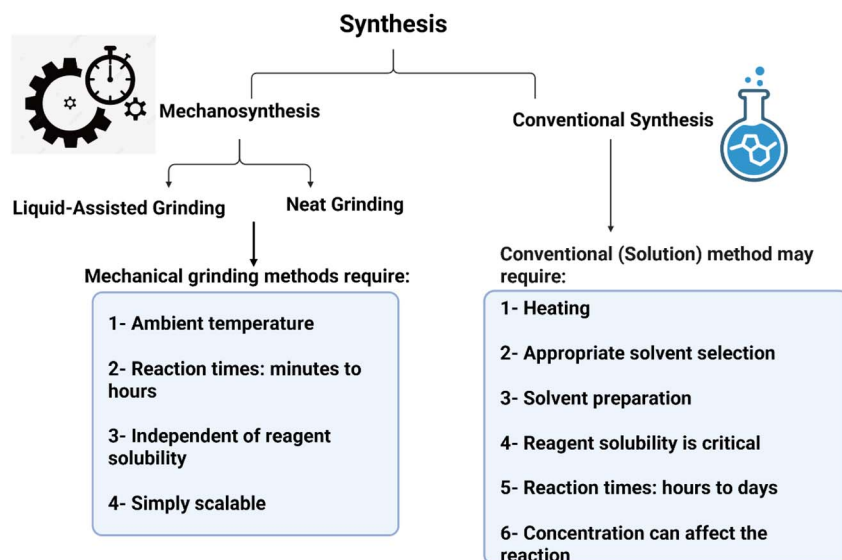 Synthesis
Mechanosynthesis
Conventional Synthesis
Liquid-Assisted Grinding
Neat Grinding
Mechanical grinding methods require:
1- Ambient temperature
2- Reaction times: minutes to
hours
3- Independent of reagent
solubility
4- Simply scalable
Conventional (Solution) method may
require:
1- Heating
2- Appropriate solvent selection
3- Solvent preparation
4- Reagent solubility is critical
5- Reaction times: hours to days
6- Concentration can affect the
reaction